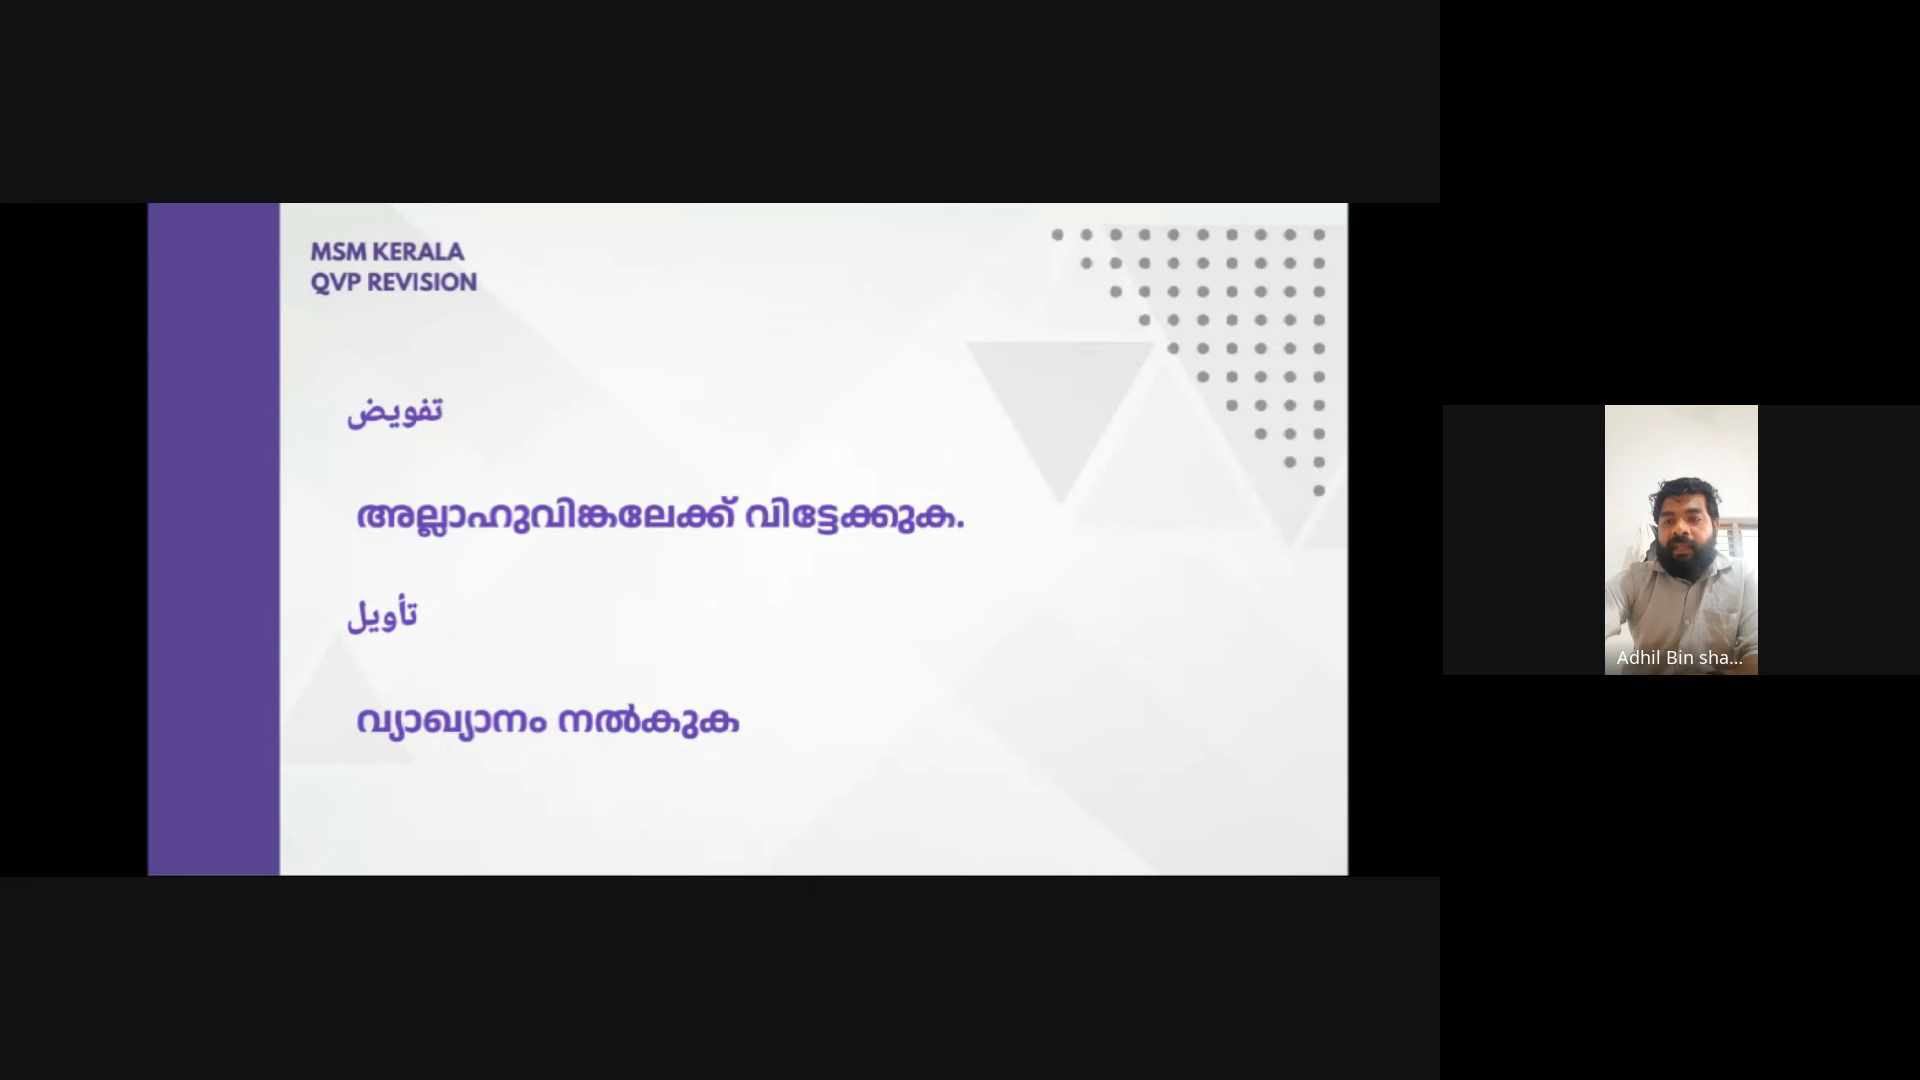 MSM KERALA
QVP REVISION
تفويض
അല്ലാഹുവിങ്കലേക്ക് വിട്ടേക്കുക.
تأويل
വ്യാഖ്യാനം നൽകുക
Adhil Bin sha...